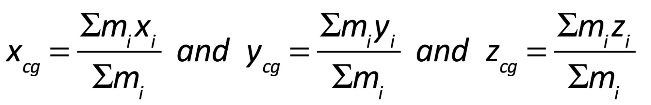 x_cg = Σm_i x_i / Σm_i and y_cg = Σm_i y_i / Σm_i and z_cg = Σm_i z_i / Σm_i